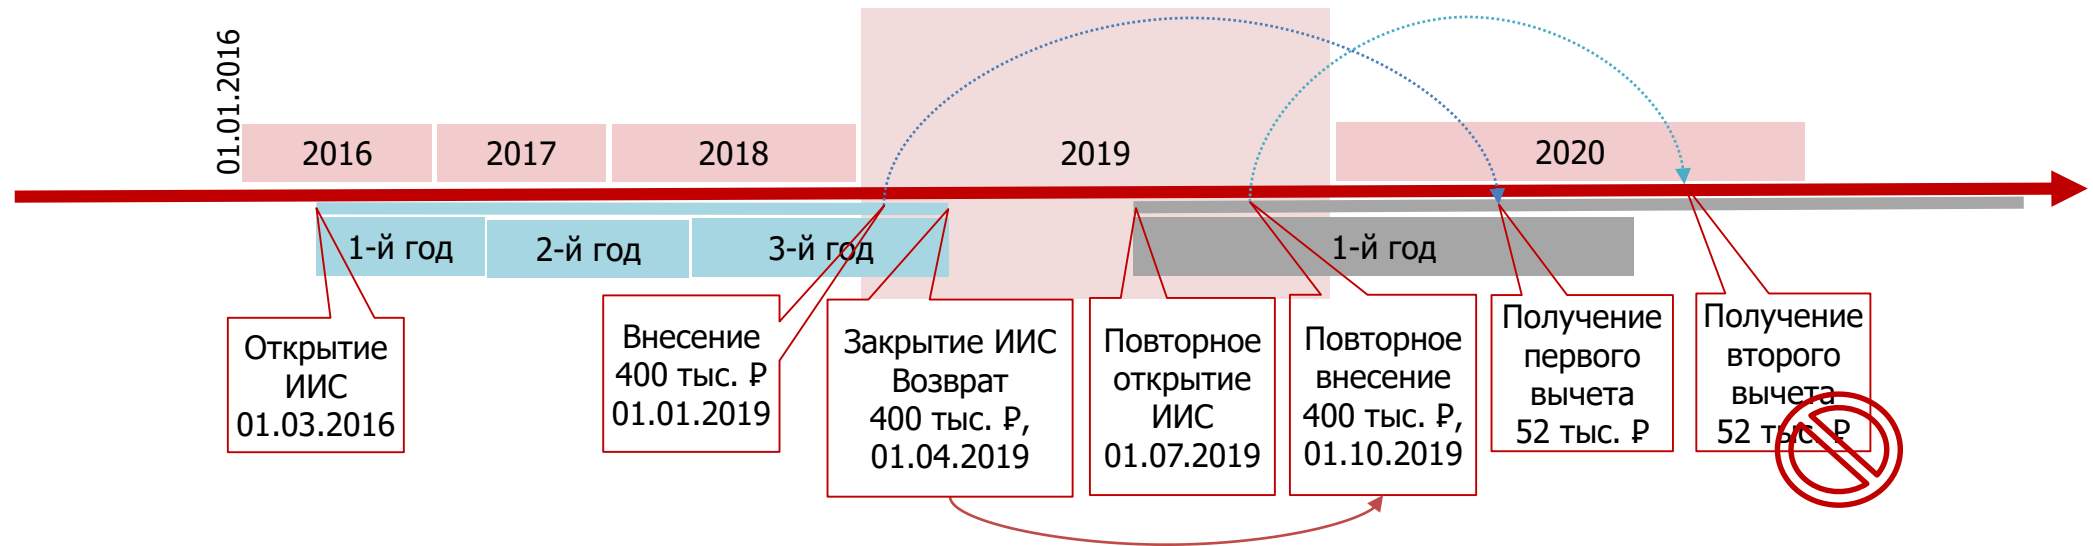 01.01.2016
2016
2017
2018
2019
2020
1-й год
2-й год
3-й год
1-й год
Открытие
ИИС
01.03.2016
Внесение
400 тыс. ₽
01.01.2019
Закрытие ИИС
Возврат
400 тыс. ₽,
01.04.2019
Повторное
открытие
ИИС
01.07.2019
Повторное
внесение
400 тыс. ₽,
01.10.2019
Получение
первого
вычета
52 тыс. ₽
Получение
второго
вычета
52 тыс. ₽